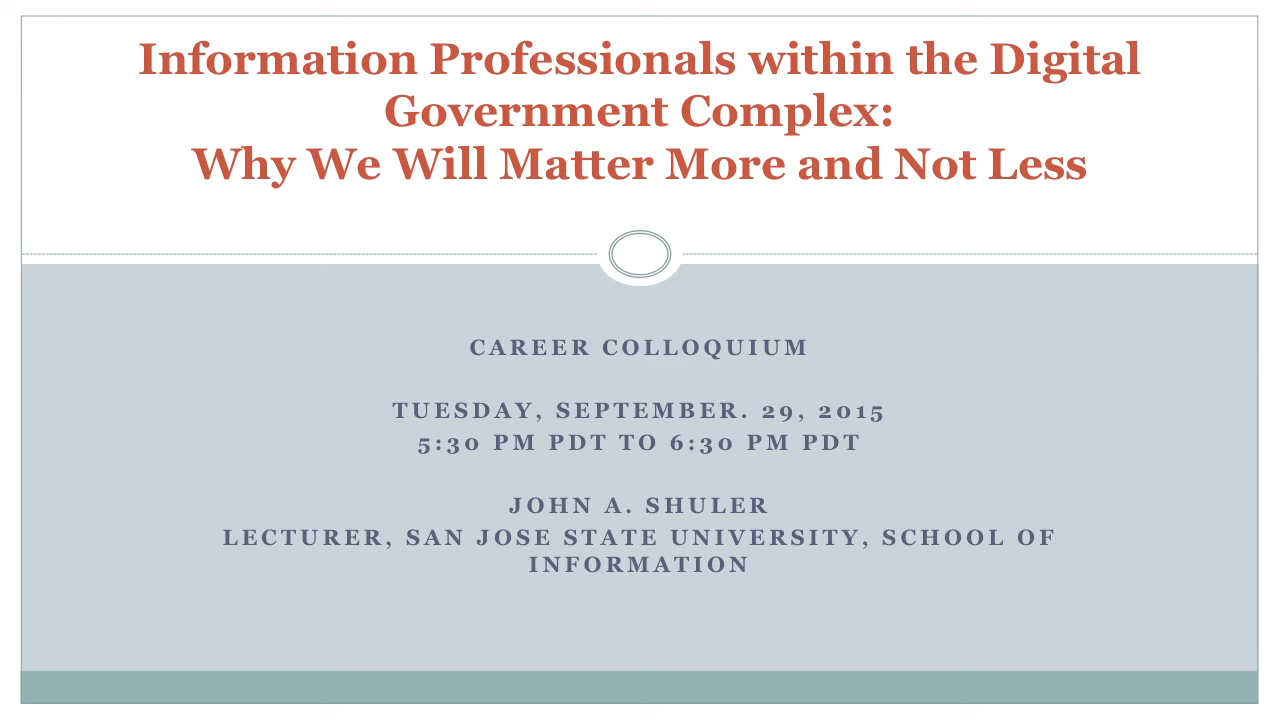 Information Professionals within the Digital
Government Complex:
Why We Will Matter More and Not Less
CAREER COLLOQUIUM
TUESDAY, SEPTEMBER. 29, 2015
5:30 PM PDT TO 6:30 PM PDT
JOHN A. SHULER
LECTURER, SAN JOSE STATE UNIVERSITY, SCHOOL OF
INFORMATION